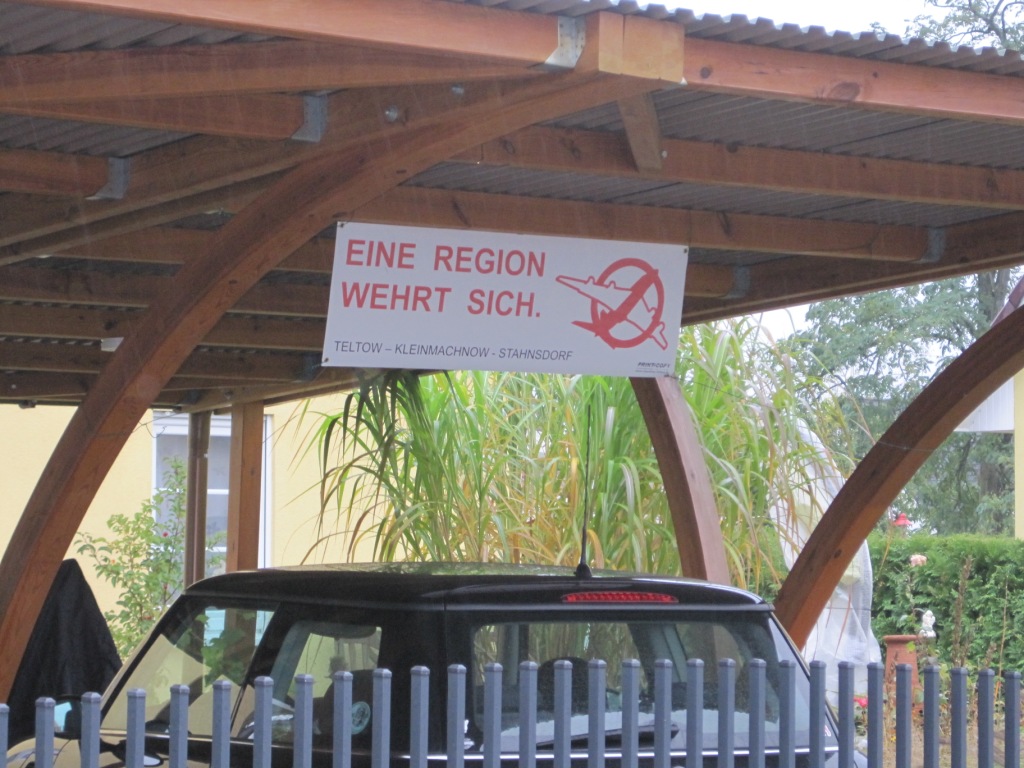 EINE REGION
WEHRT SICH.
TELTOW – KLEINMACHNOW - STAHNSDORF